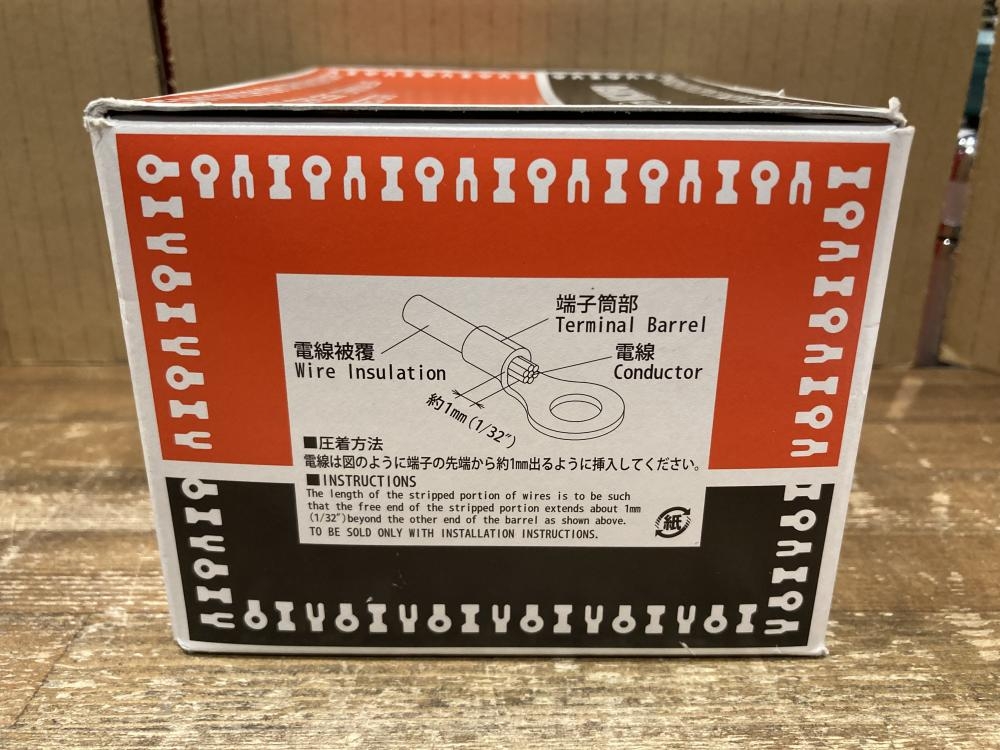 端子筒部
Terminal Barrel
電線被覆
Wire Insulation
電線
Conductor
約1mm(1/32")
■圧着方法
電線は図のように端子の先端から約1mm出るように挿入してください。
■INSTRUCTIONS
The length of the stripped portion of wires is to be such
that the free end of the stripped portion extends about 1mm
(1/32")beyond the other end of the barrel as shown above.
TO BE SOLD ONLY WITH INSTALLATION INSTRUCTIONS.
紙